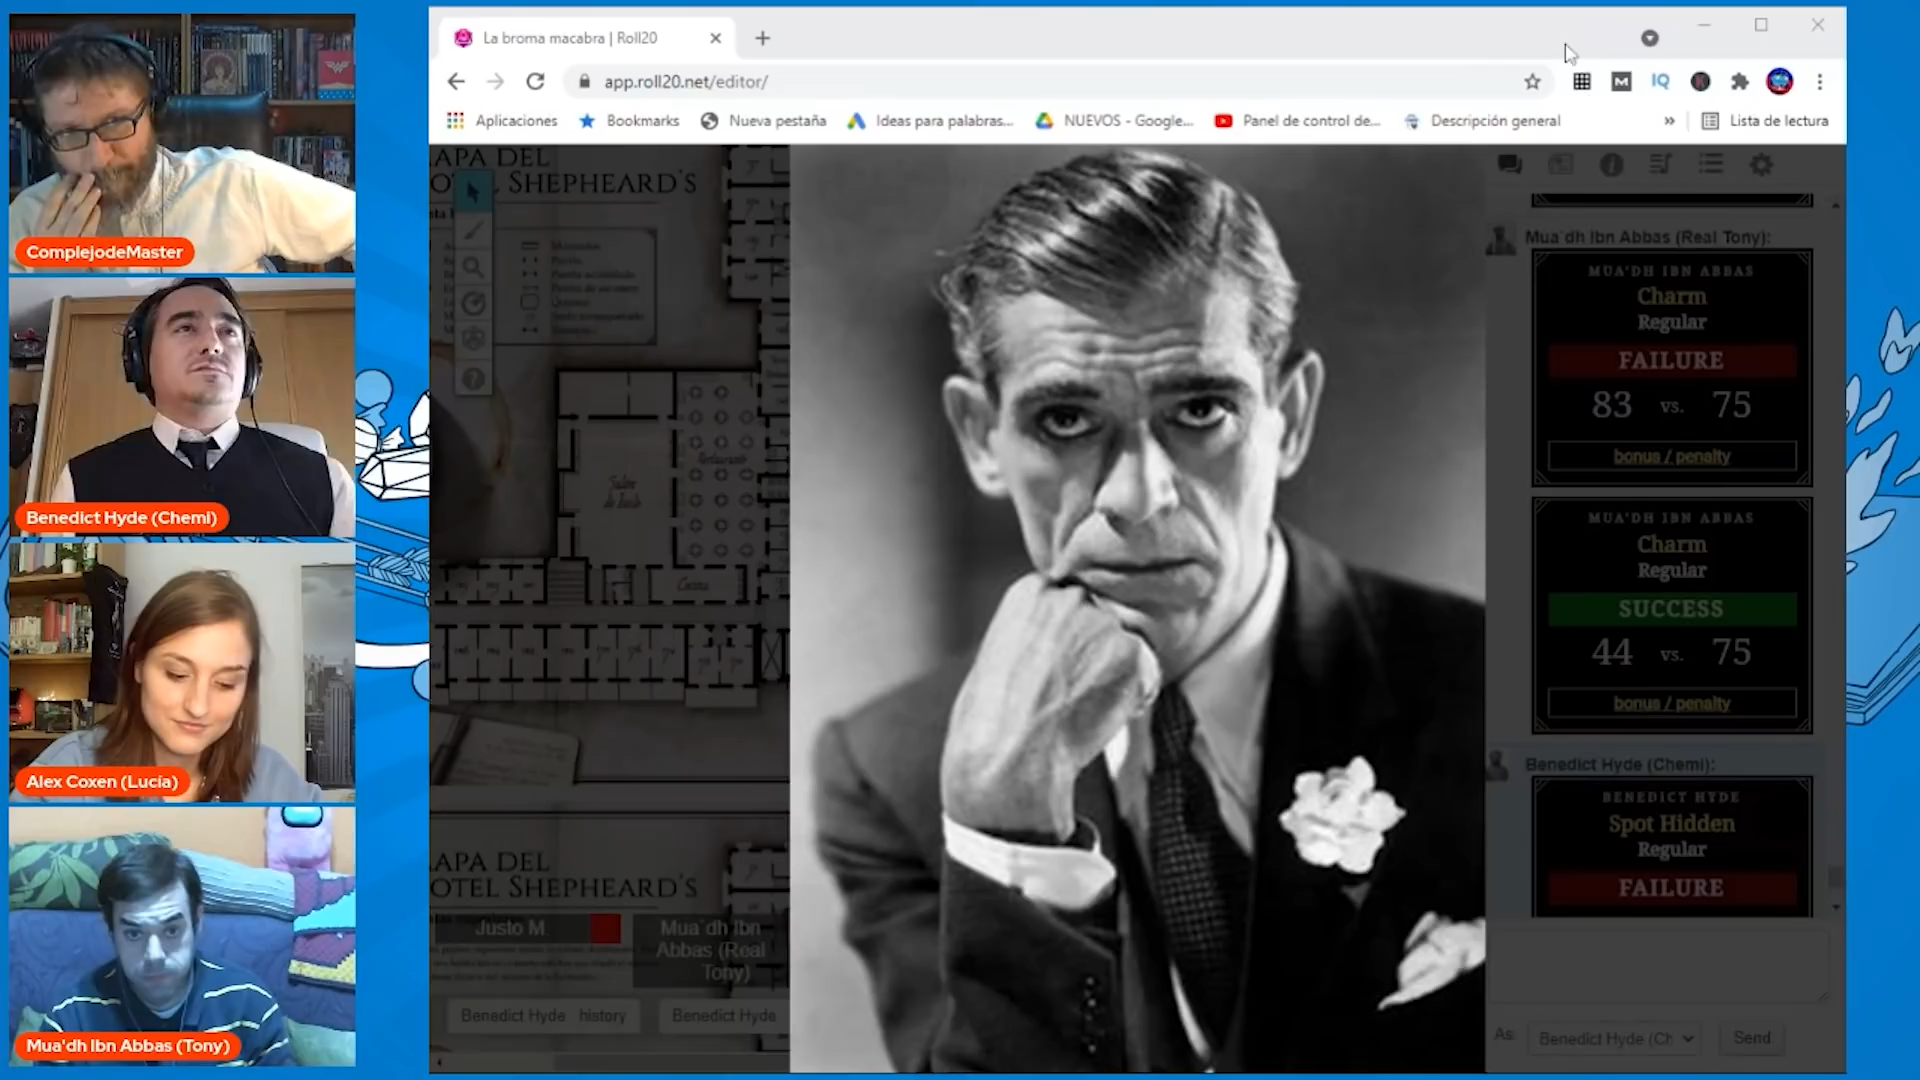 ComplejodeMaster
Benedict Hyde (Chemi)
Alex Coxen (Lucía)
Mua'dh Ibn Abbas (Tony)
La broma macabra | Roll20
app.roll20.net/editor/
M
IQ
Aplicaciones
Bookmarks
Nueva pestaña
Ideas para palabras...
NUEVOS - Google...
Panel de control de...
Descripción general
»
Lista de lectura
APA DEL
SHEPHEARD'S
Salón
Cocina
APA DEL
OTEL SHEPHEARD'S
Justo M.
Mua'dh Ibn
Abbas (Real
Tony)
Benedict Hyde history
Benedict Hyde
Mua'dh Ibn Abbas (Real Tony):
MUA'DH IBN ABBAS
Charm
Regular
FAILURE
83 vs. 75
bonus / penalty
MUA'DH IBN ABBAS
Charm
Regular
SUCCESS
44 vs. 75
bonus / penalty
Benedict Hyde (Chemi):
BENEDICT HYDE
Spot Hidden
Regular
FAILURE
As:
Benedict Hyde (Ch
Send